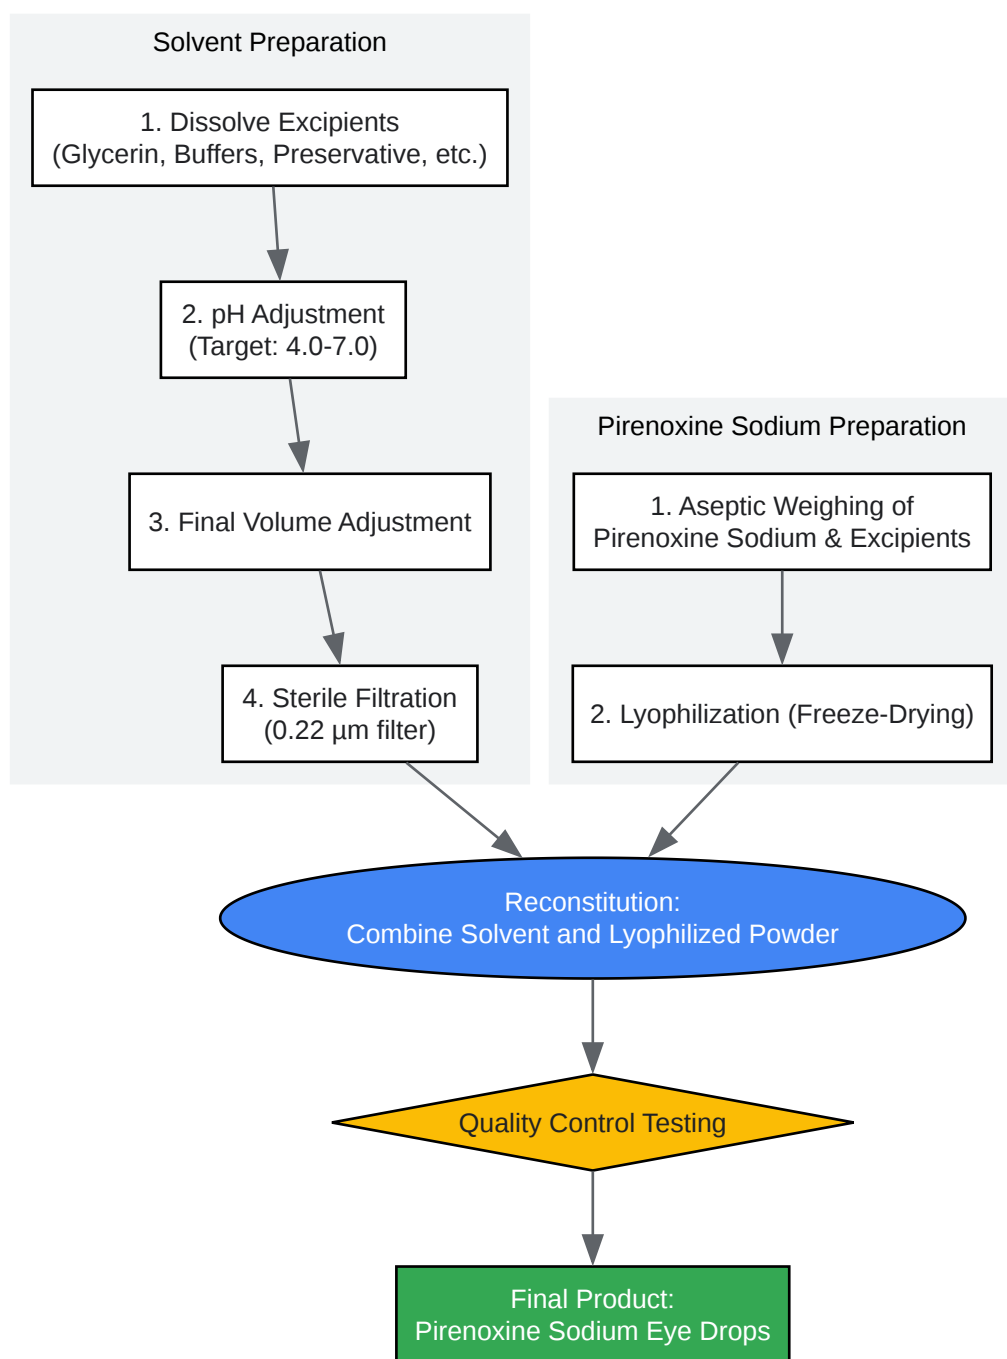 Solvent Preparation
1. Dissolve Excipients
(Glycerin, Buffers, Preservative, etc.)
2. pH Adjustment
(Target: 4.0-7.0)
3. Final Volume Adjustment
4. Sterile Filtration
(0.22 µm filter)
Pirenoxine Sodium Preparation
1. Aseptic Weighing of
Pirenoxine Sodium & Excipients
2. Lyophilization (Freeze-Drying)
Reconstitution:
Combine Solvent and Lyophilized Powder
Quality Control Testing
Final Product:
Pirenoxine Sodium Eye Drops